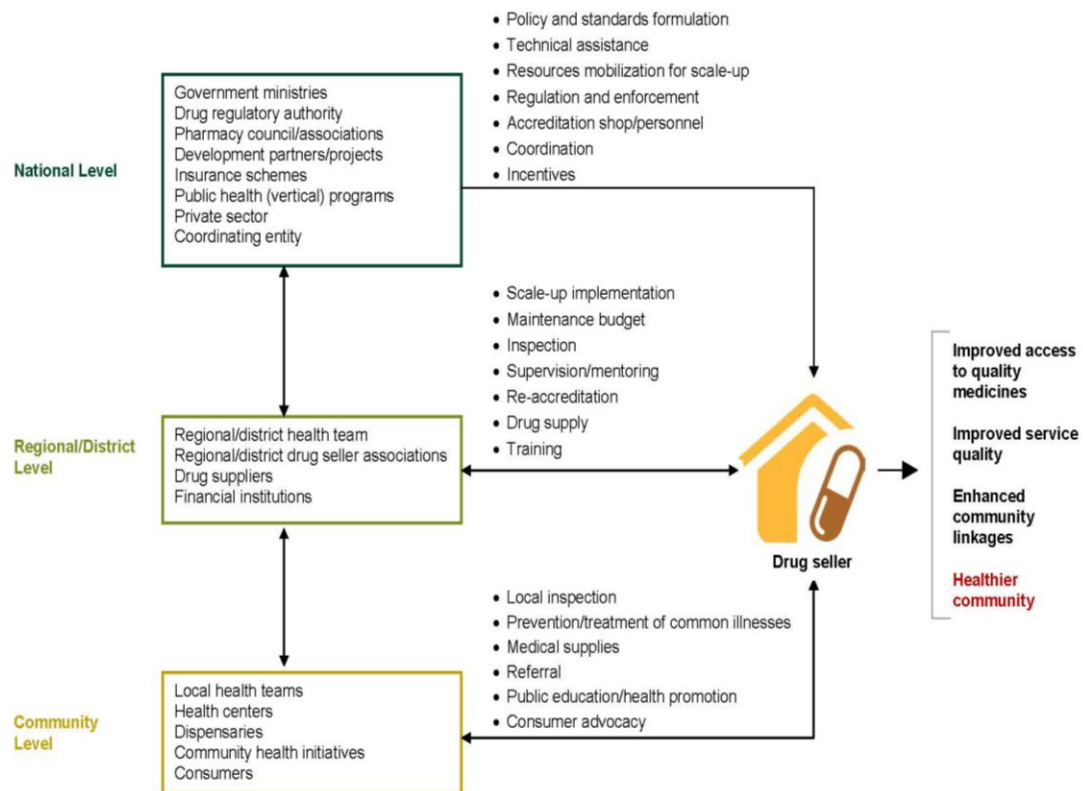 • Policy and standards formulation
• Technical assistance
• Resources mobilization for scale-up
• Regulation and enforcement
• Accreditation shop/personnel
• Coordination
• Incentives
National Level
Government ministries
Drug regulatory authority
Pharmacy council/associations
Development partners/projects
Insurance schemes
Public health (vertical) programs
Private sector
Coordinating entity
• Scale-up implementation
• Maintenance budget
• Inspection
• Supervision/mentoring
• Re-accreditation
• Drug supply
• Training
Regional/District
Level
Regional/district health team
Regional/district drug seller associations
Drug suppliers
Financial institutions
Drug seller
Improved access
to quality
medicines
Improved service
quality
Enhanced
community
linkages
Healthier
community
• Local inspection
• Prevention/treatment of common illnesses
• Medical supplies
• Referral
• Public education/health promotion
• Consumer advocacy
Community
Level
Local health teams
Health centers
Dispensaries
Community health initiatives
Consumers